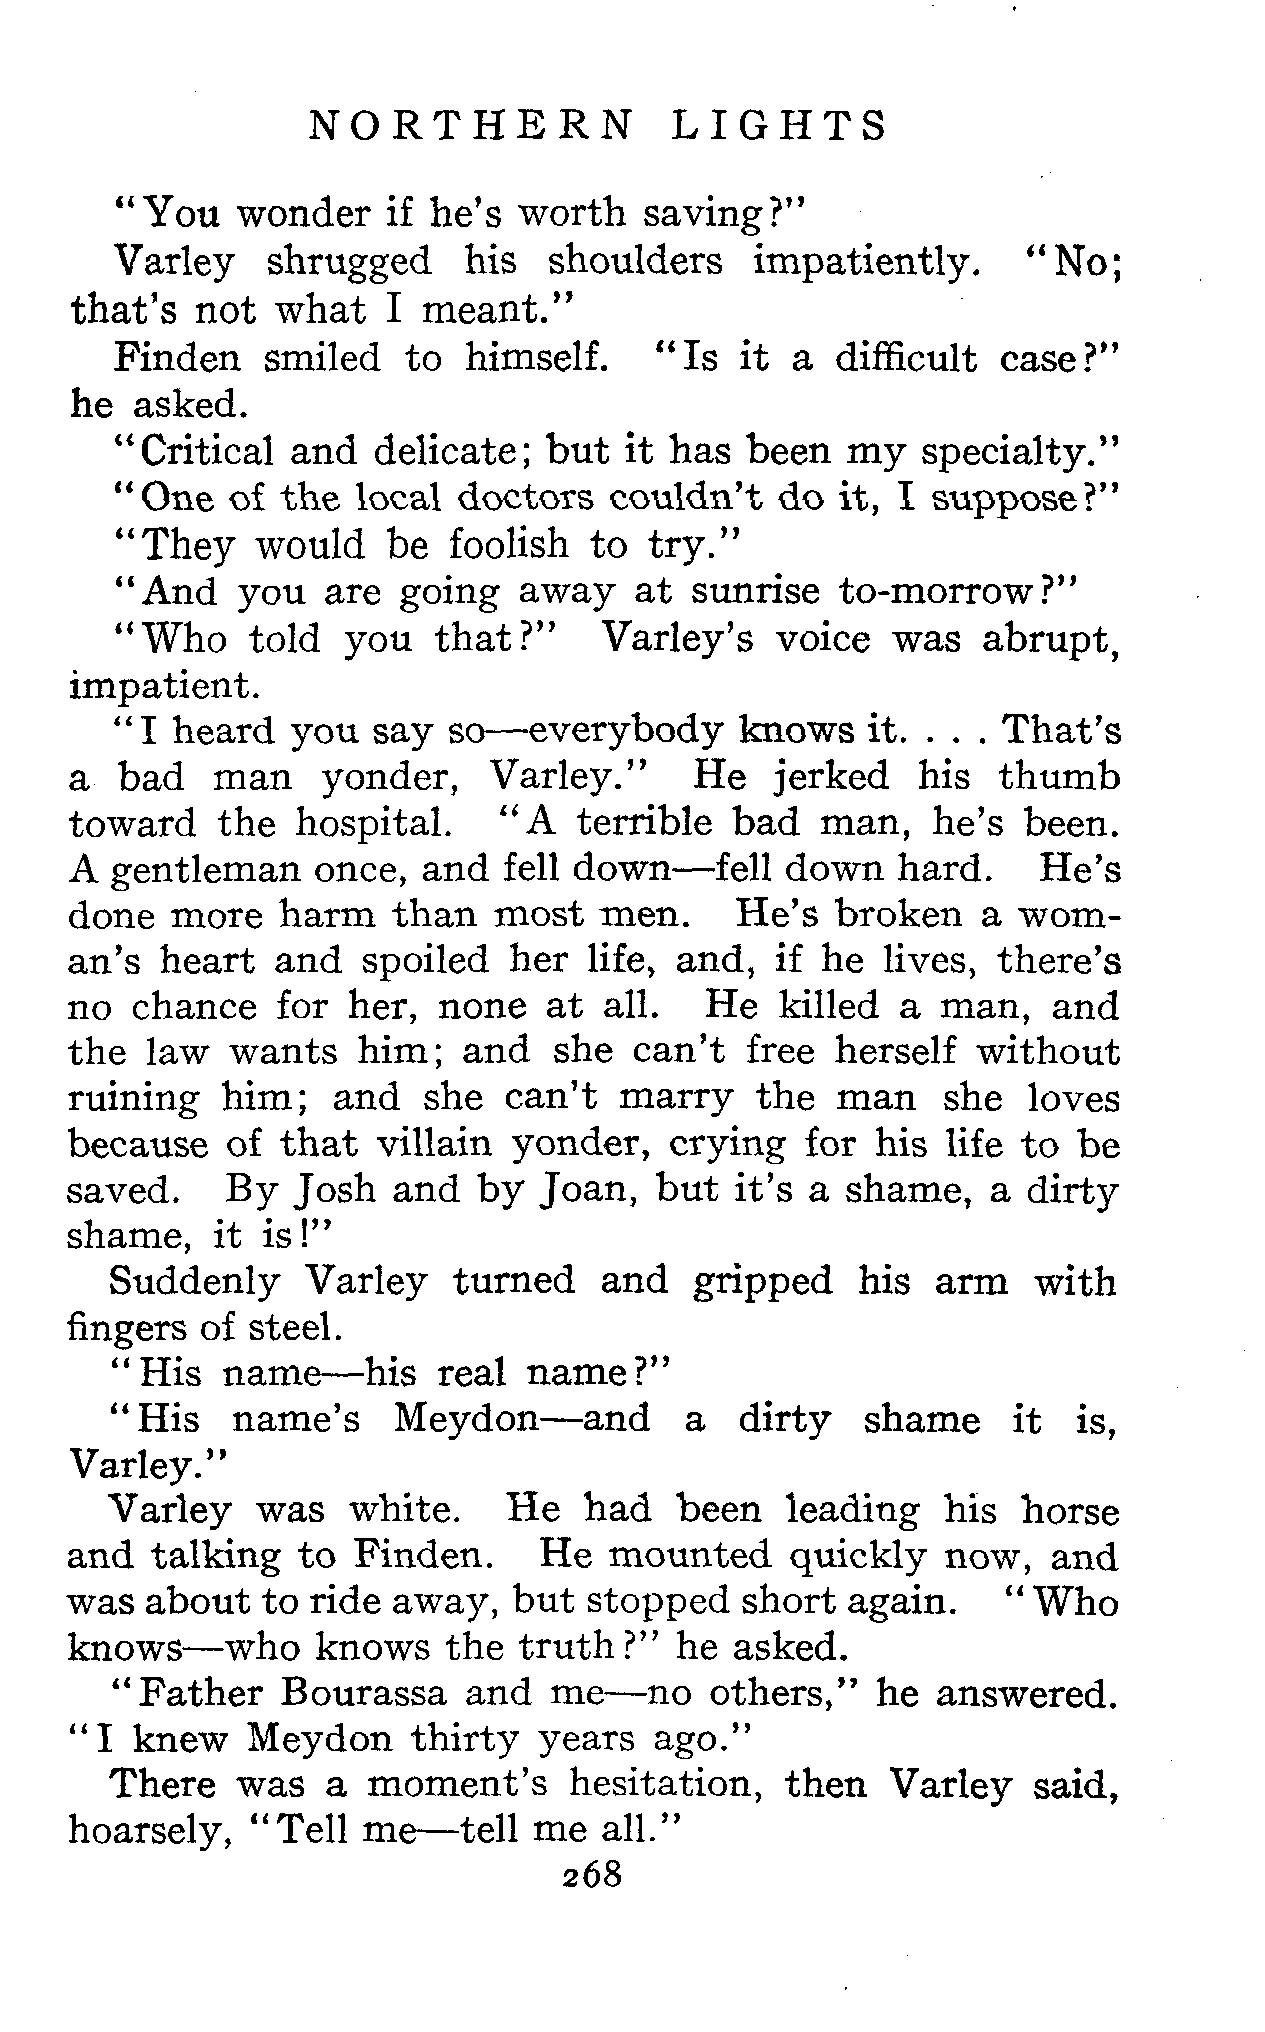 NORTHERN LIGHTS
"You wonder if he's worth saving?"
Varley shrugged his shoulders impatiently. "No;
that's not what I meant."
Finden smiled to himself. "Is it a difficult case?"
he asked.
"Critical and delicate; but it has been my specialty."
"One of the local doctors couldn't do it, I suppose?"
"They would be foolish to try."
"And you are going away at sunrise to-morrow?"
"Who told you that?" Varley's voice was abrupt,
impatient.
"I heard you say so—everybody knows it. . . . That's
a bad man yonder, Varley." He jerked his thumb
toward the hospital. "A terrible bad man, he's been.
A gentleman once, and fell down—fell down hard. He's
done more harm than most men. He's broken a wom-
an's heart and spoiled her life, and, if he lives, there's
no chance for her, none at all. He killed a man, and
the law wants him; and she can't free herself without
ruining him; and she can't marry the man she loves
because of that villain yonder, crying for his life to be
saved. By Josh and by Joan, but it's a shame, a dirty
shame, it is!"
Suddenly Varley turned and gripped his arm with
fingers of steel.
"His name—his real name?"
"His name's Meydon—and a dirty shame it is,
Varley."
Varley was white. He had been leading his horse
and talking to Finden. He mounted quickly now, and
was about to ride away, but stopped short again. "Who
knows—who knows the truth?" he asked.
"Father Bourassa and me—no others," he answered.
"I knew Meydon thirty years ago."
There was a moment's hesitation, then Varley said,
hoarsely, "Tell me—tell me all."
268